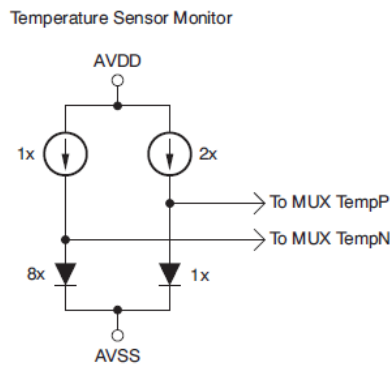 Temperature Sensor Monitor
AVDD
1x
2x
To MUX TempP
To MUX TempN
8x
1x
AVSS